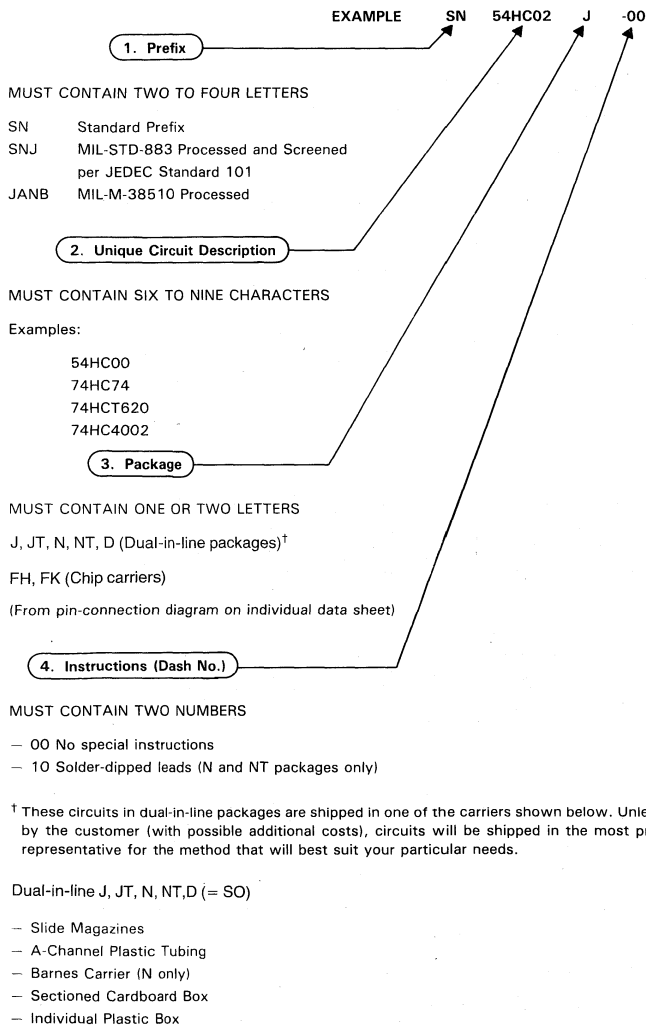 EXAMPLE SN 54HC02 J -00
1. Prefix
MUST CONTAIN TWO TO FOUR LETTERS
SN Standard Prefix
SNJ MIL-STD-883 Processed and Screened
per JEDEC Standard 101
JANB MIL-M-38510 Processed
2. Unique Circuit Description
MUST CONTAIN SIX TO NINE CHARACTERS
Examples:
54HC00
74HC74
74HCT620
74HC4002
3. Package
MUST CONTAIN ONE OR TWO LETTERS
J, JT, N, NT, D (Dual-in-line packages)†
FH, FK (Chip carriers)
(From pin-connection diagram on individual data sheet)
4. Instructions (Dash No.)
MUST CONTAIN TWO NUMBERS
— 00 No special instructions
— 10 Solder-dipped leads (N and NT packages only)
† These circuits in dual-in-line packages are shipped in one of the carriers shown below. Unle
by the customer (with possible additional costs), circuits will be shipped in the most pr
representative for the method that will best suit your particular needs.
Dual-in-line J, JT, N, NT,D (= SO)
— Slide Magazines
— A-Channel Plastic Tubing
— Barnes Carrier (N only)
— Sectioned Cardboard Box
— Individual Plastic Box